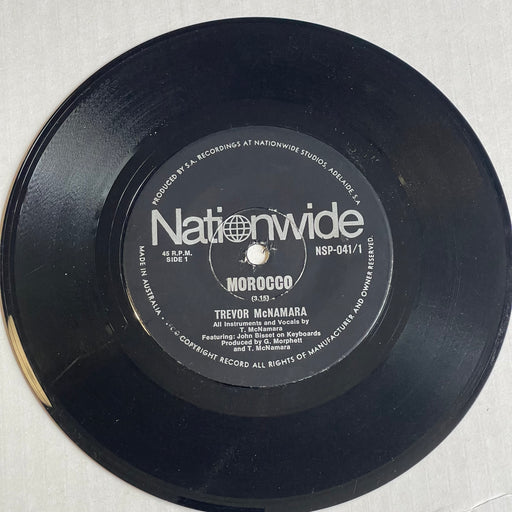 PRODUCED BY S.A. RECORDINGS AT NATIONWIDE STUDIOS, ADELAIDE, S.A.
Nationwide
45 R.P.M.
SIDE 1
NSP-041/1
MOROCCO
(3.15)
TREVOR McNAMARA
All Instruments and Vocals by
T. McNamara
Featuring: John Bisset on Keyboards
Produced by G. Morphett
and T. McNamara
MADE IN AUSTRALIA
COPYRIGHT RECORD ALL RIGHTS OF MANUFACTURER AND OWNER RESERVED.